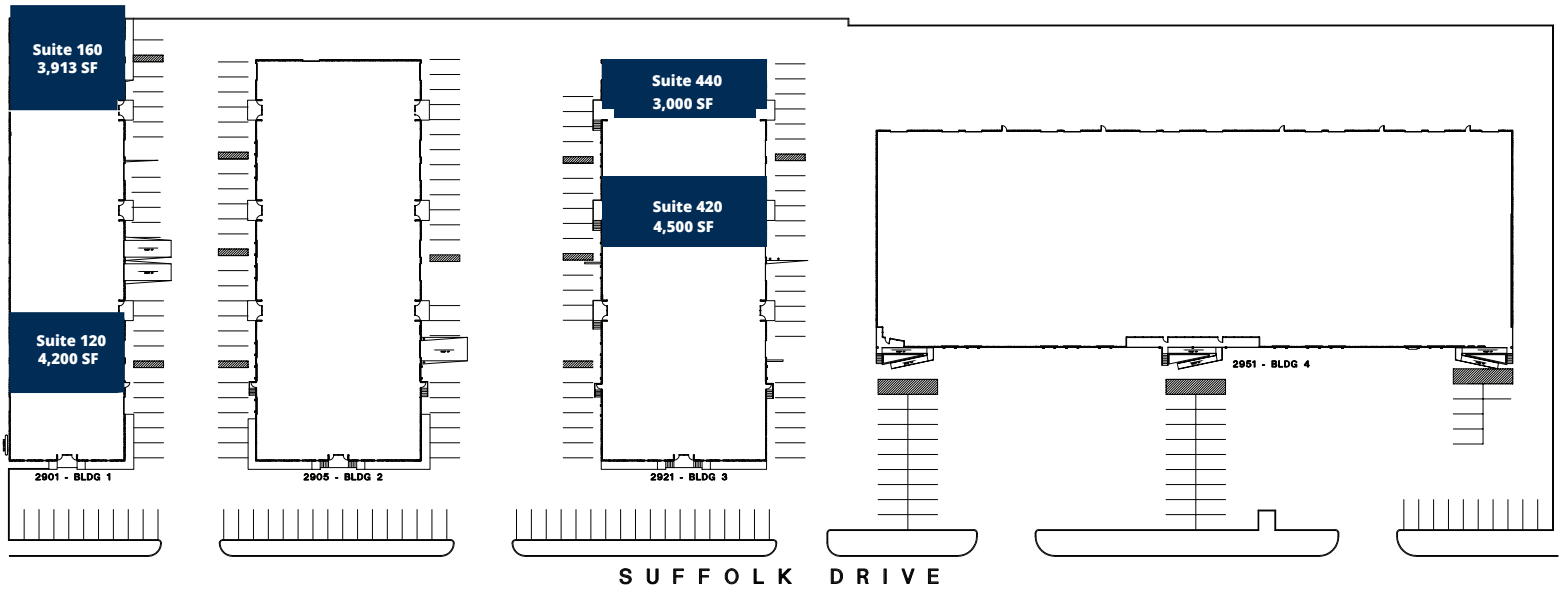 Suite 160
3,913 SF
Suite 440
3,000 SF
Suite 420
4,500 SF
Suite 120
4,200 SF
2951 - BLDG 4
2901 - BLDG 1
2905 - BLDG 2
2921 - BLDG 3
SUFFOLK DRIVE